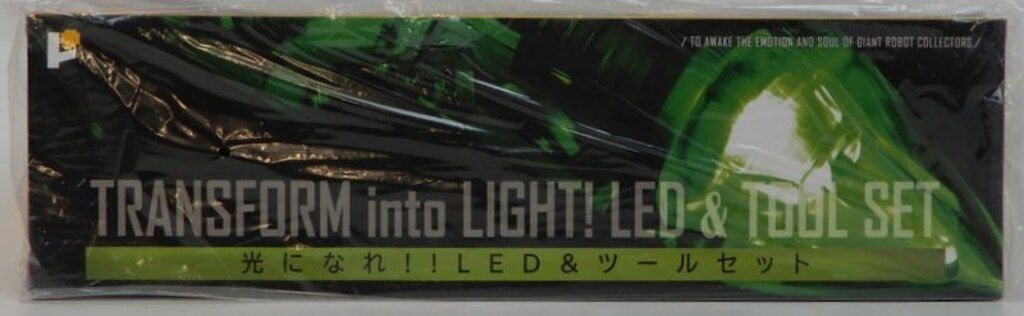 / TO AWAKE THE EMOTION AND SOUL OF GIANT ROBOT COLLECTORS /
TRANSFORM into LIGHT! LED & TOOL SET
光になれ!!LED&ツールセット